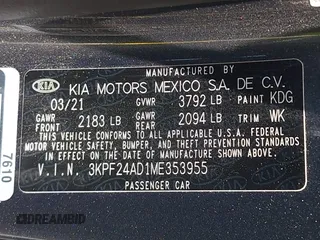 MANUFACTURED BY
KIA KIA MOTORS MEXICO S.A. DE C.V.
03/21 GVWR 3792 LB PAINT KDG
GAWR FRONT 2183 LB GAWR REAR 2094 LB TRIM WK
THIS VEHICLE CONFORMS TO ALL APPLICABLE FEDERAL
MOTOR VEHICLE SAFETY, BUMPER, AND THEFT PREVENTION
STANDARDS IN EFFECT ON THE DATE OF MANUFACTURE
SHOWN ABOVE.
V.I.N. 3KPF24AD1ME353955
PASSENGER CAR
7610
DREAMBID